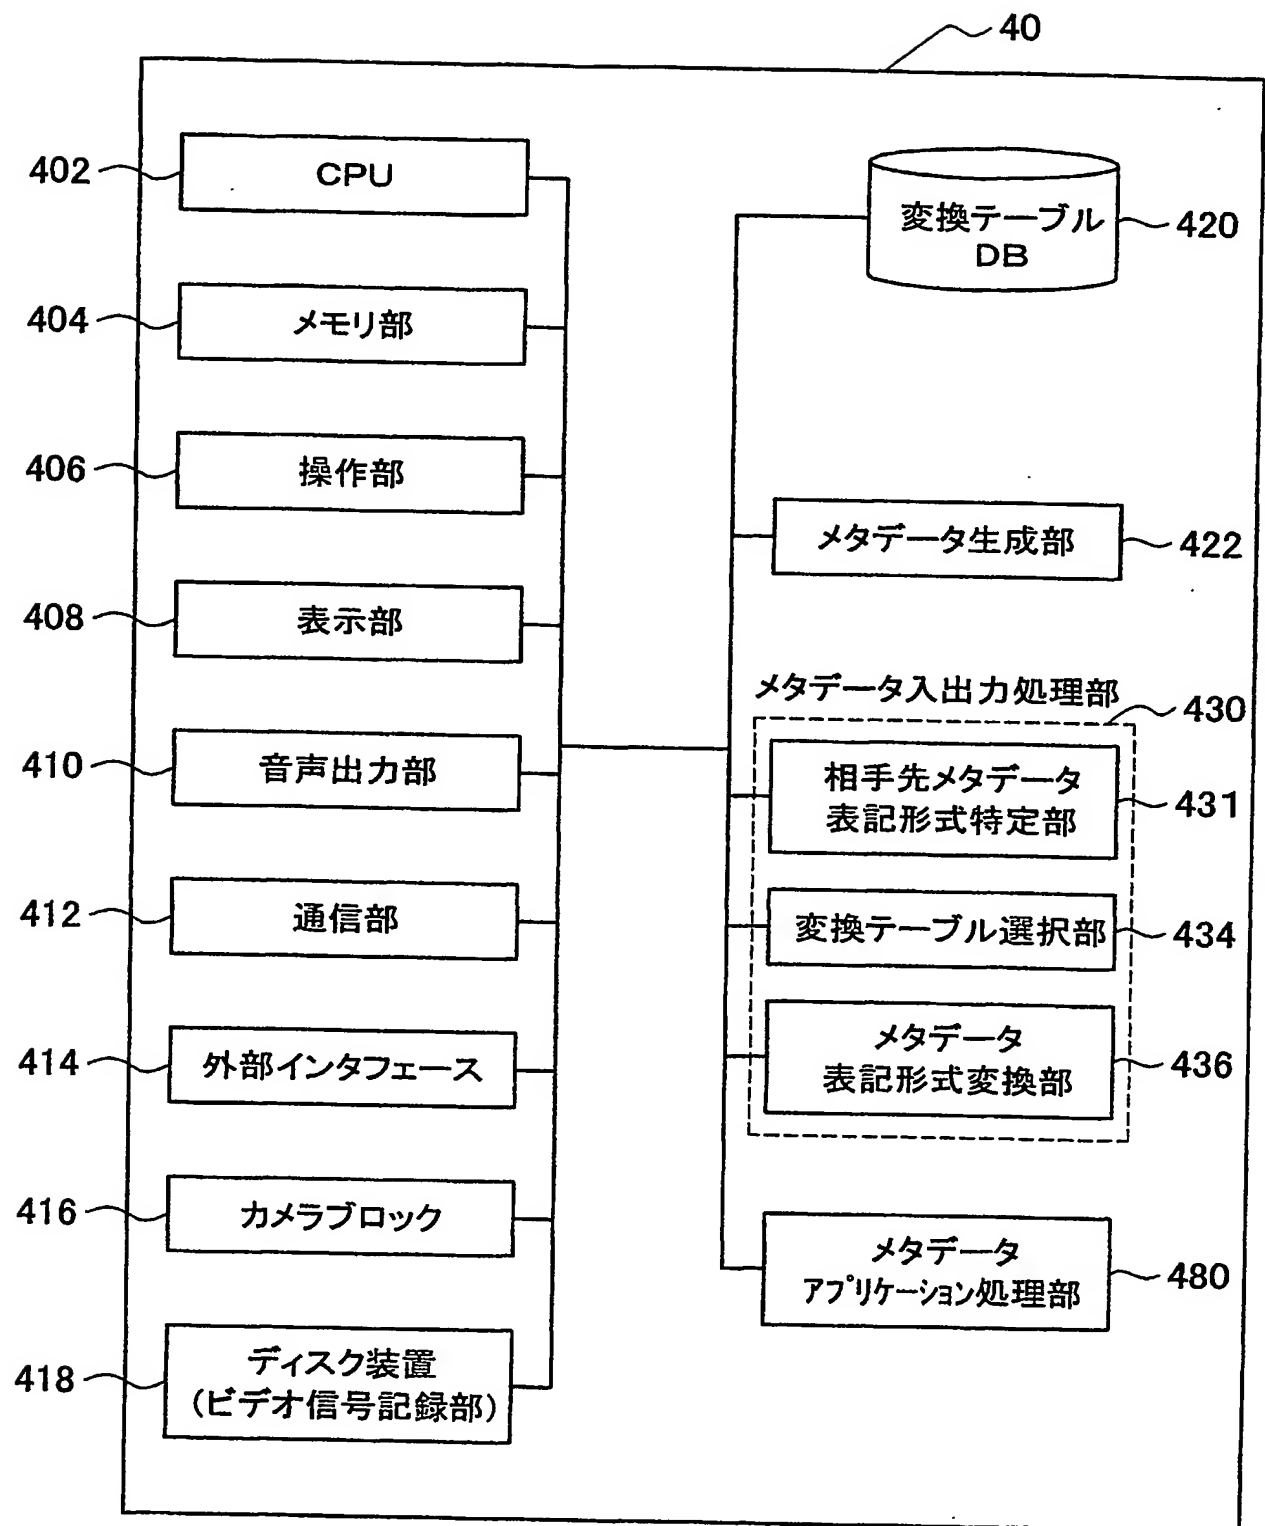 40
402
CPU
404
メモリ部
406
操作部
408
表示部
410
音声出力部
412
通信部
414
外部インタフェース
416
カメラブロック
418
ディスク装置
(ビデオ信号記録部)
変換テーブル
DB
420
メタデータ生成部
422
メタデータ入出力処理部
430
相手先メタデータ
表記形式特定部
431
変換テーブル選択部
434
メタデータ
表記形式変換部
436
メタデータ
アプリケーション処理部
480